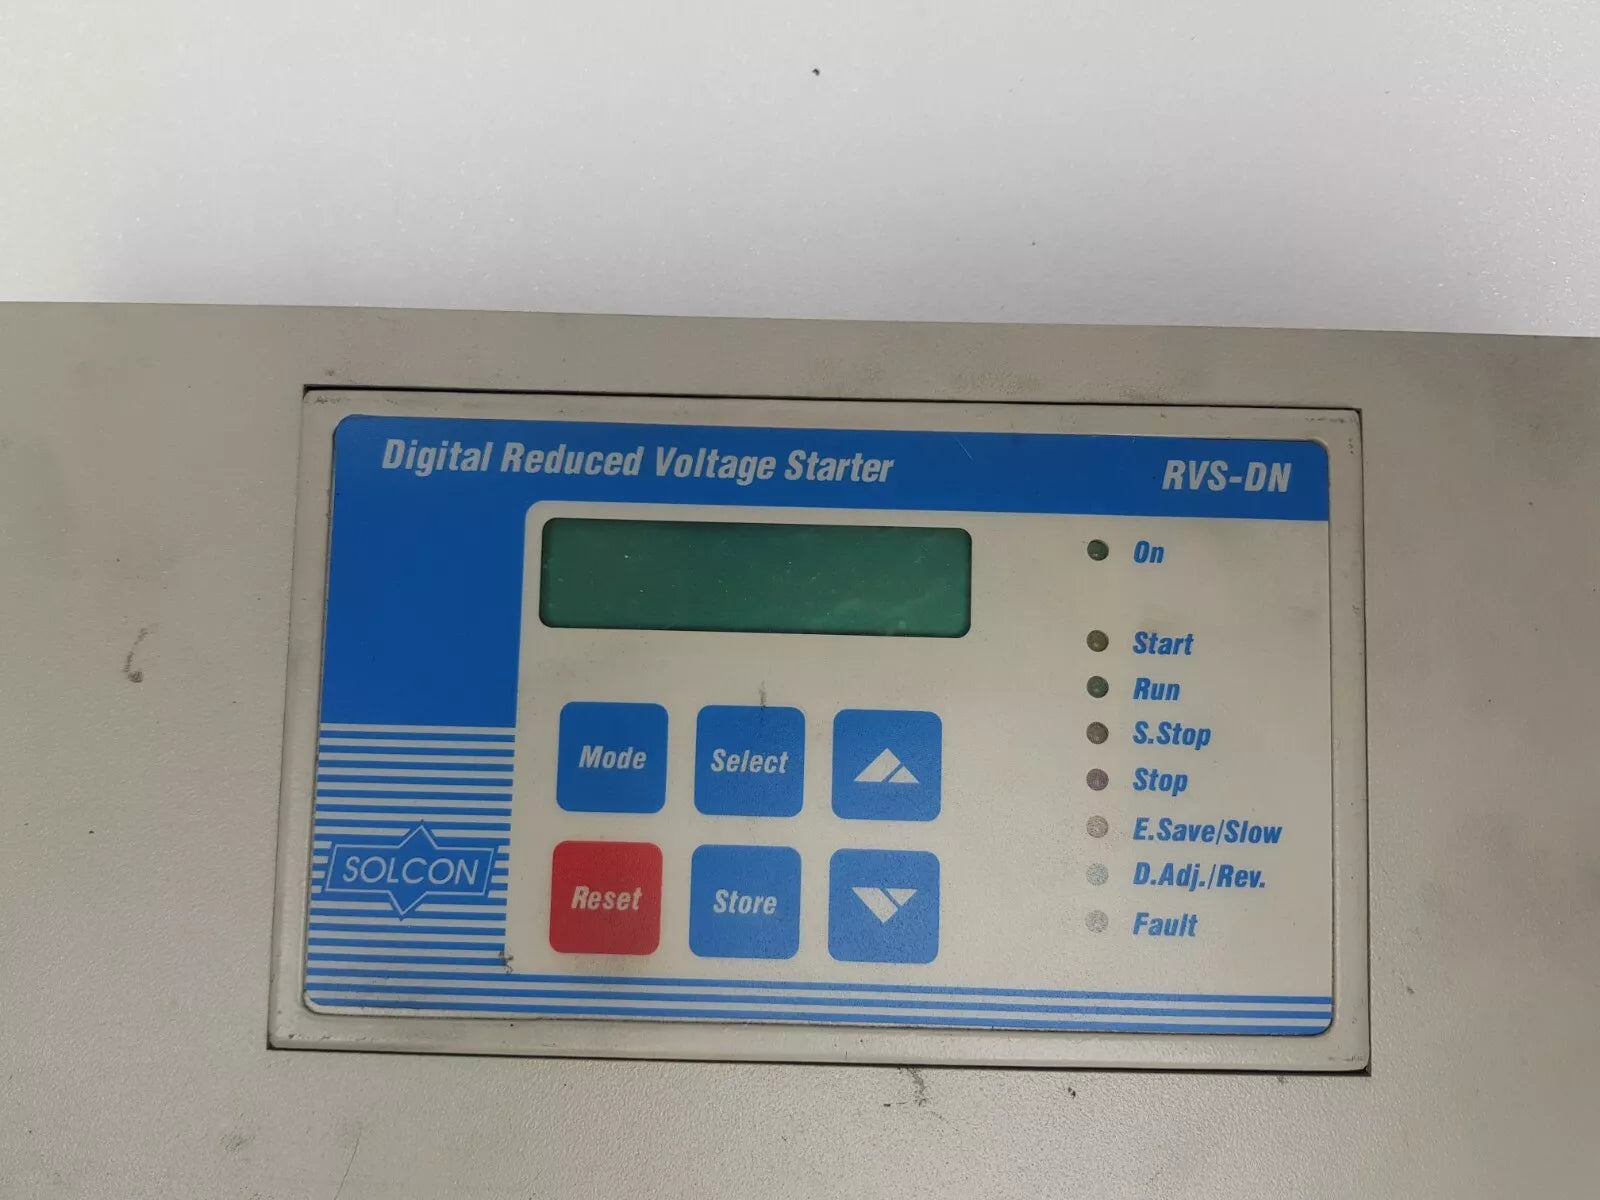 Digital Reduced Voltage Starter
RVS-DN
On
Start
Run
S.Stop
Stop
E.Save/Slow
D.Adj./Rev.
Fault
Mode
Select
Reset
Store
SOLCON